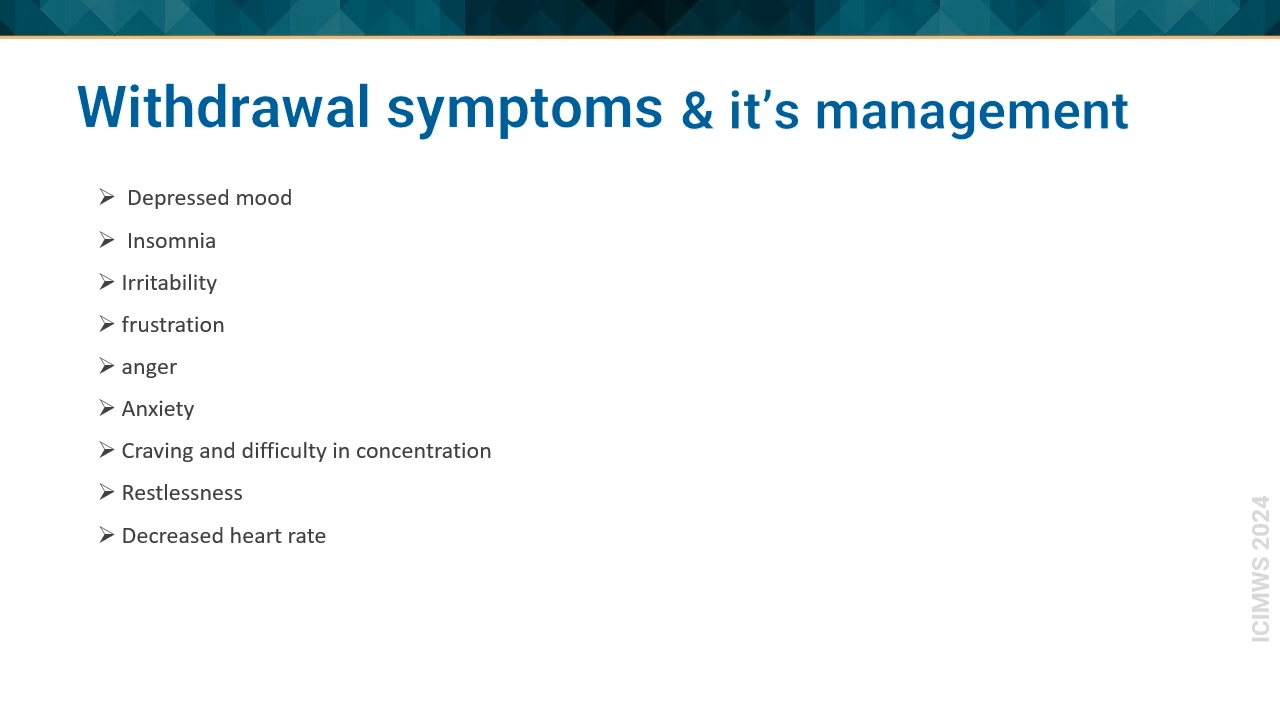 Withdrawal symptoms & it’s management
➢ Depressed mood
➢ Insomnia
➢ Irritability
➢ frustration
➢ anger
➢ Anxiety
➢ Craving and difficulty in concentration
➢ Restlessness
➢ Decreased heart rate
ICIMWS 2024